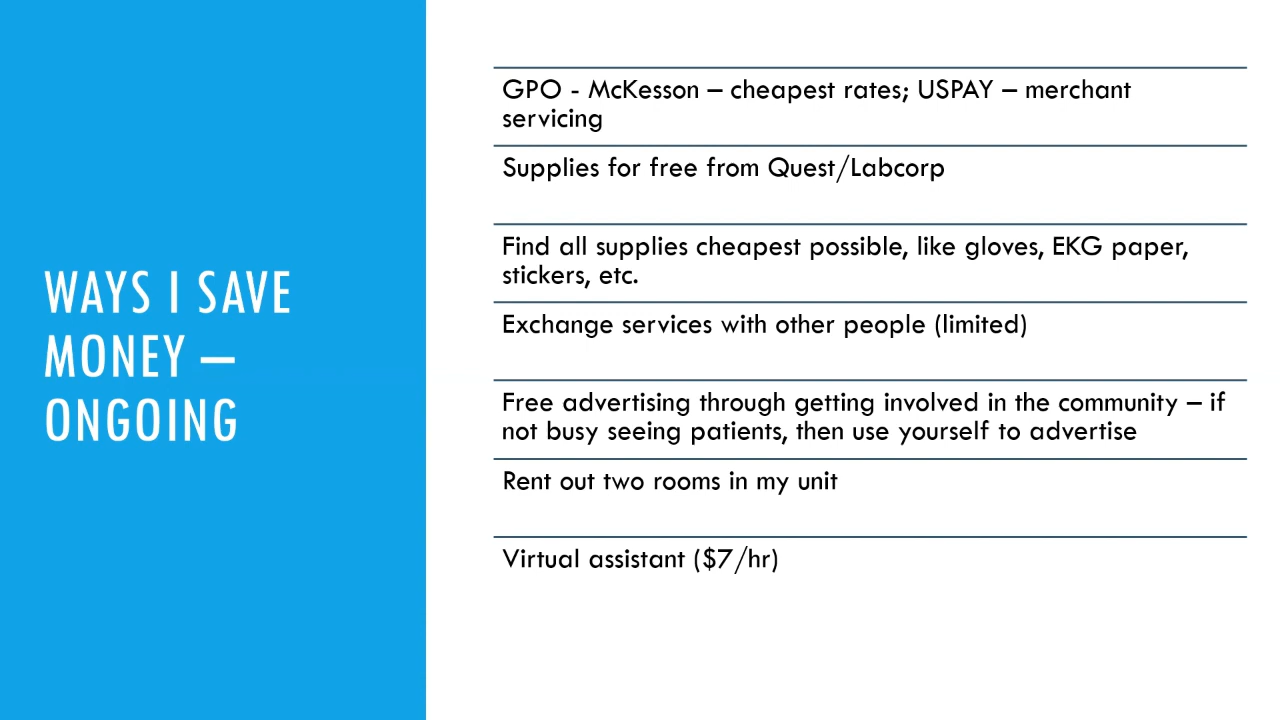 WAYS I SAVE
MONEY –
ONGOING
GPO - McKesson – cheapest rates; USPAY – merchant
servicing
Supplies for free from Quest/Labcorp
Find all supplies cheapest possible, like gloves, EKG paper,
stickers, etc.
Exchange services with other people (limited)
Free advertising through getting involved in the community – if
not busy seeing patients, then use yourself to advertise
Rent out two rooms in my unit
Virtual assistant ($7/hr)